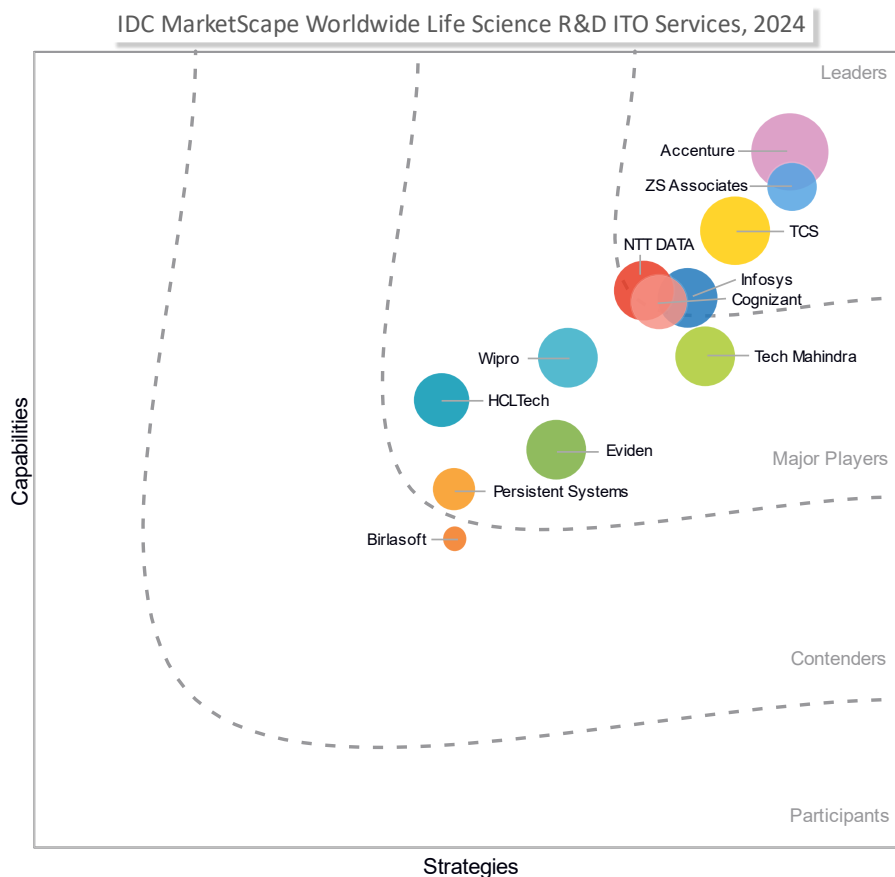 IDC MarketScape Worldwide Life Science R&D ITO Services, 2024
Leaders
Accenture
ZS Associates
TCS
NTT DATA
Infosys
Cognizant
Wipro
Tech Mahindra
HCLTech
Eviden
Major Players
Persistent Systems
Birlasoft
Capabilities
Contenders
Participants
Strategies